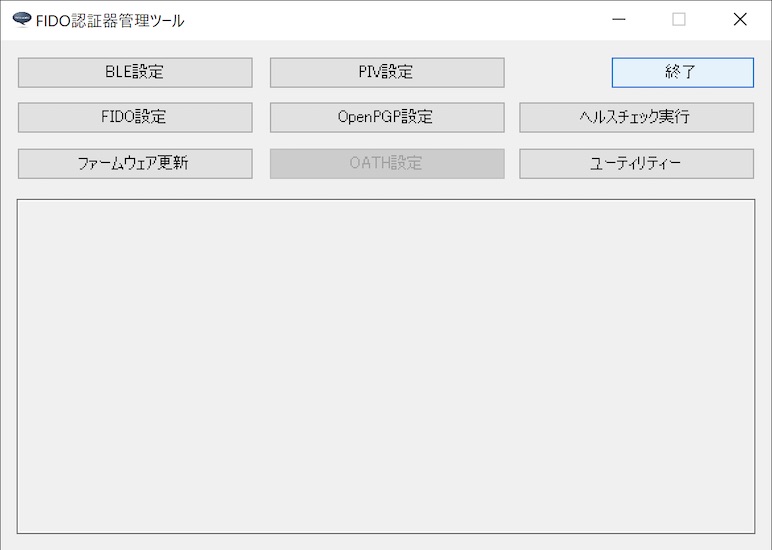 FIDO認証器管理ツール
BLE設定
PIV設定
終了
FIDO設定
OpenPGP設定
ヘルスチェック実行
ファームウェア更新
OATH設定
ユーティリティー